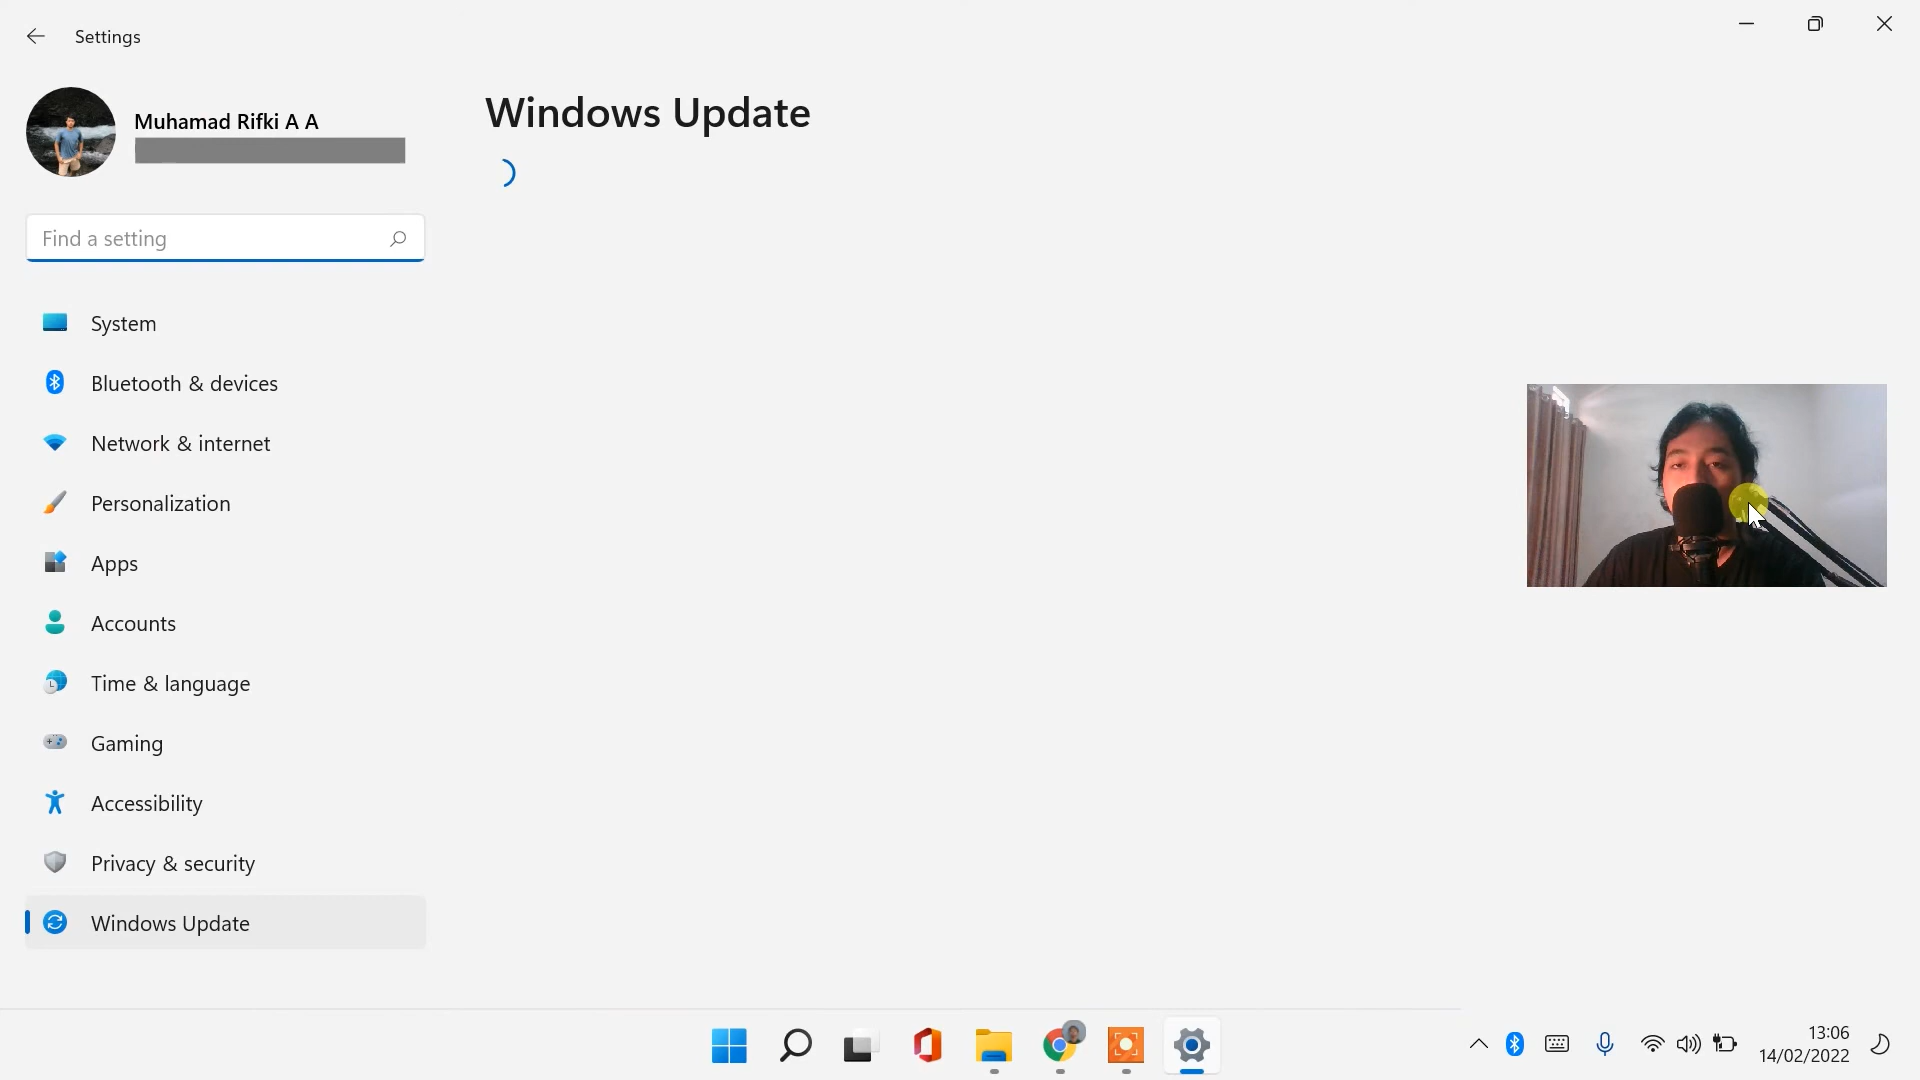 Settings
Muhamad Rifki A A
Find a setting
System
Bluetooth & devices
Network & internet
Personalization
Apps
Accounts
Time & language
Gaming
Accessibility
Privacy & security
Windows Update
Windows Update
13:06
14/02/2022